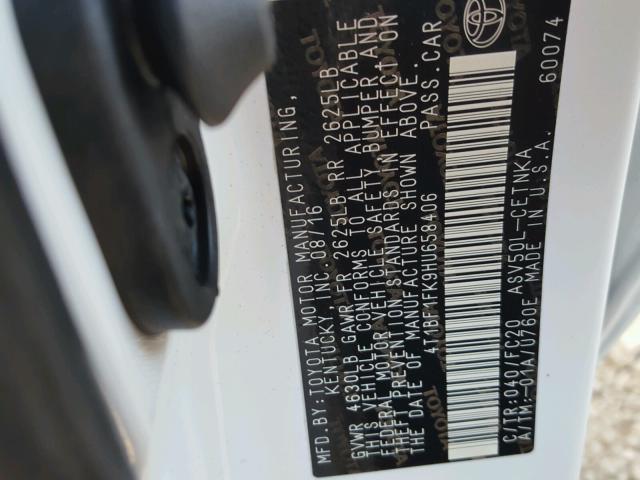 MFD.BY: TOYOTA MOTOR MANUFACTURING,
KENTUCKY, INC. 08/16
GVWR 4630LB GAWR FR 2625LB RR 2625LB
THIS VEHICLE CONFORMS TO ALL APPLICABLE
FEDERAL MOTOR VEHICLE SAFETY BUMPER, AND
THEFT PREVENTION STANDARDS IN EFFECT ON
THE DATE OF MANUFACTURE SHOWN ABOVE.
4T1BF1FK9HU658406 PASS.CAR
C/TR:040/FC20 ASV50L-CETNKA
A/TM:-01A/U760E MADE IN U.S.A.
60074
TOYOTA